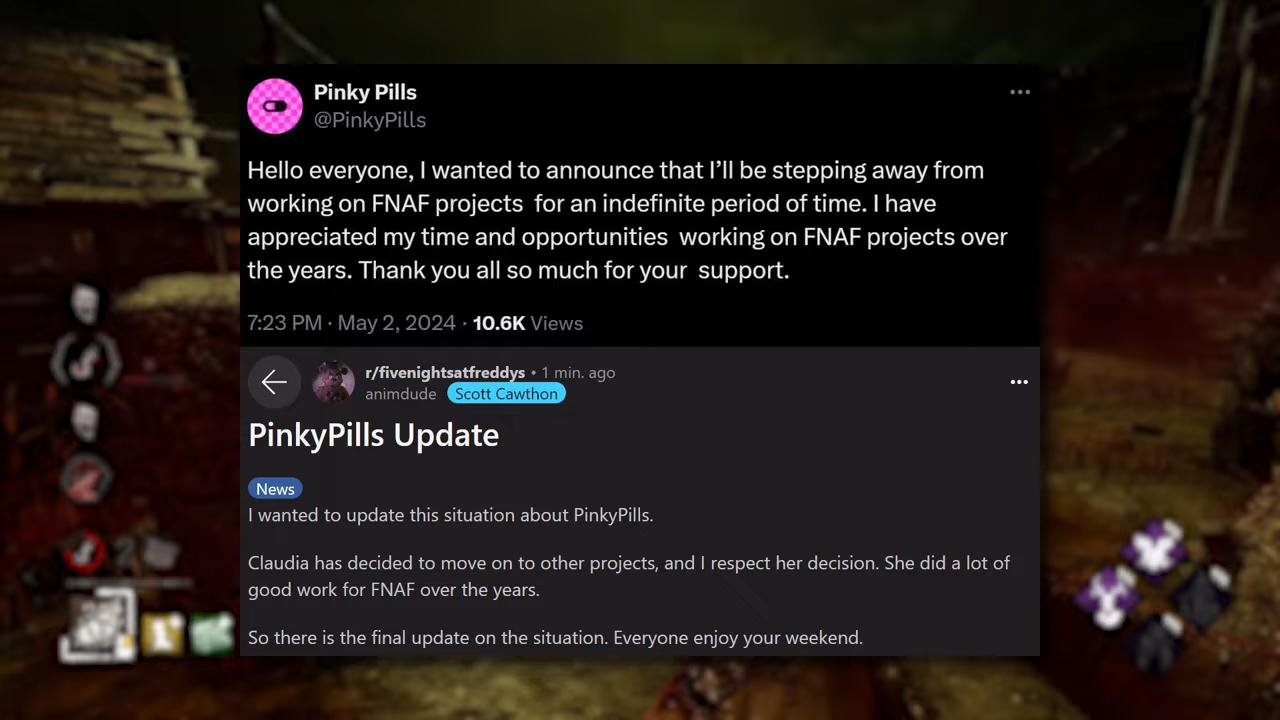 Pinky Pills
@PinkyPills
Hello everyone, I wanted to announce that I’ll be stepping away from
working on FNAF projects  for an indefinite period of time. I have
appreciated my time and opportunities  working on FNAF projects over
the years. Thank you all so much for your  support.
7:23 PM · May 2, 2024 · 10.6K Views
r/fivenightsatfreddys • 1 min. ago
animdude Scott Cawthon
PinkyPills Update
News
I wanted to update this situation about PinkyPills.
Claudia has decided to move on to other projects, and I respect her decision. She did a lot of
good work for FNAF over the years.
So there is the final update on the situation. Everyone enjoy your weekend.